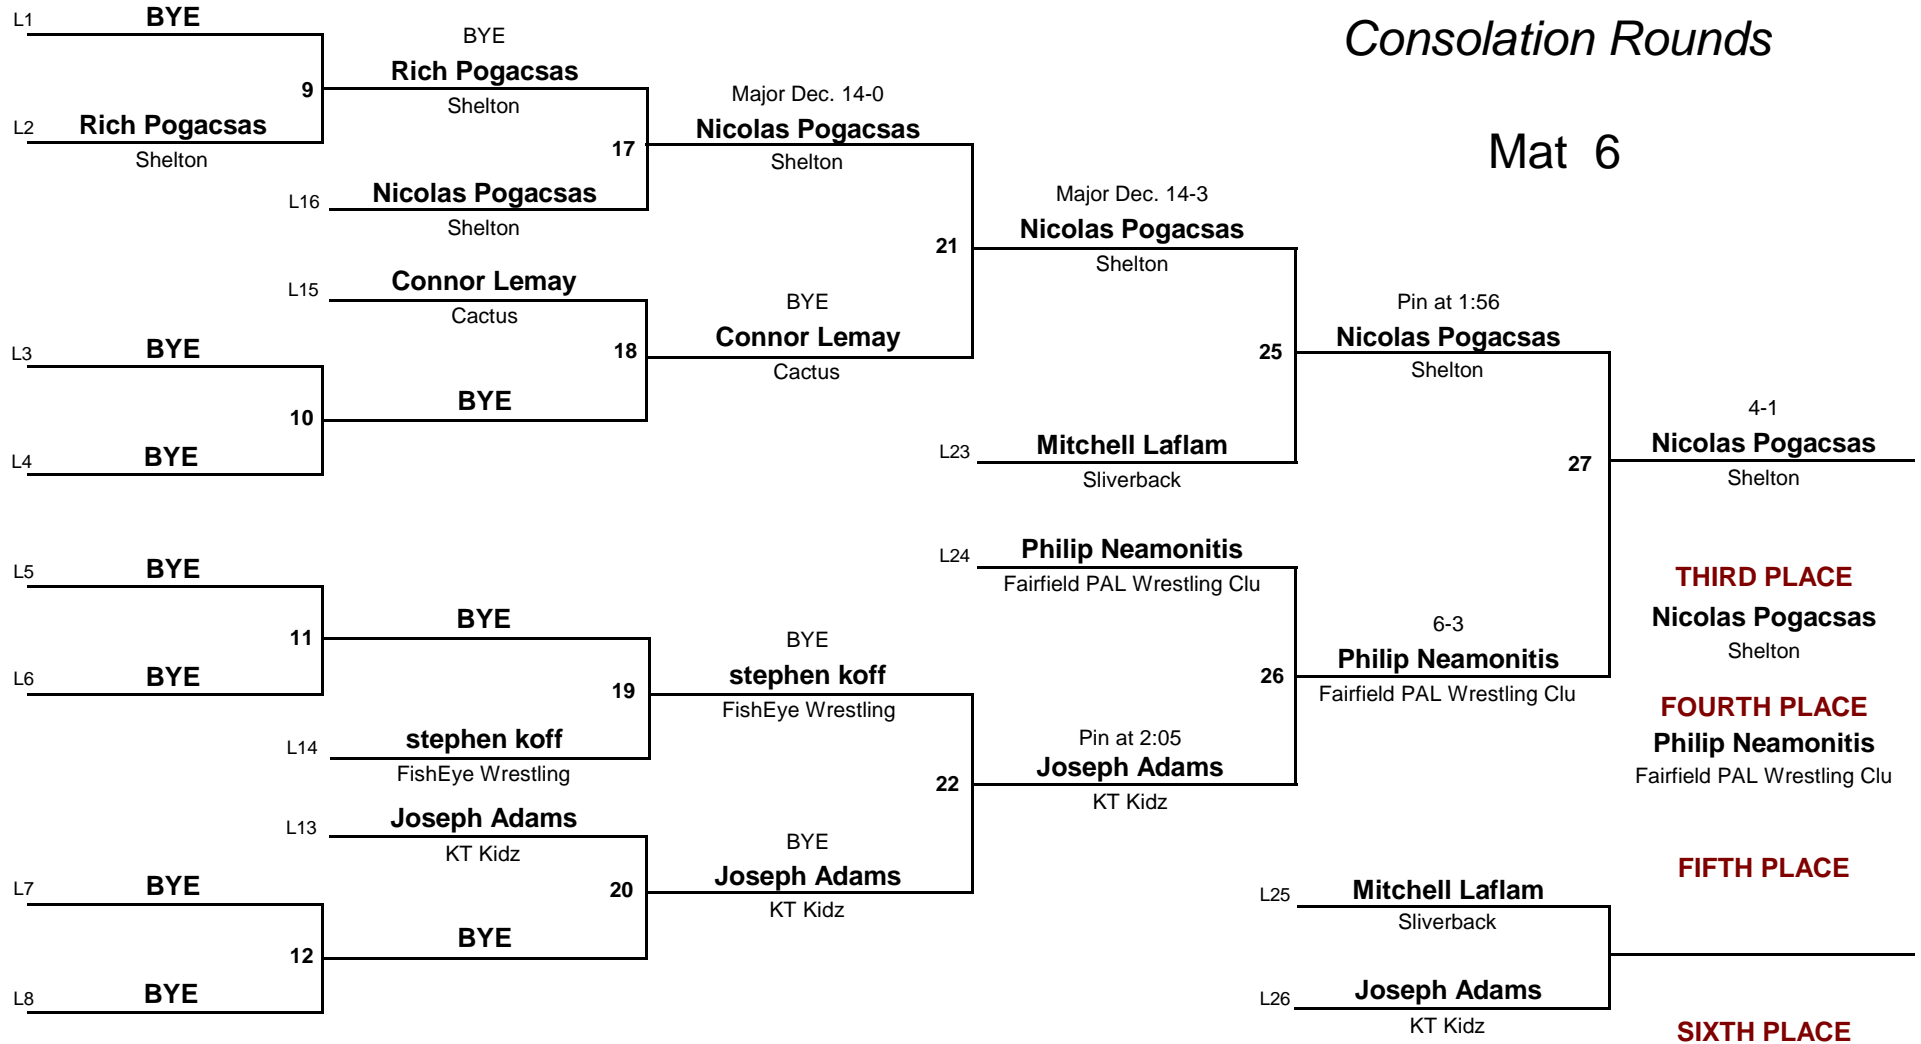 Consolation Rounds
Mat 6
L1 BYE
9
L2 Rich Pogacsas
Shelton
BYE
Rich Pogacsas
Shelton
17
L16 Nicolas Pogacsas
Shelton
Major Dec. 14-0
Nicolas Pogacsas
Shelton
21
L15 Connor Lemay
Cactus
18
BYE
Connor Lemay
Cactus
L3 BYE
10
L4 BYE
BYE
Major Dec. 14-3
Nicolas Pogacsas
Shelton
25
L23 Mitchell Laflam
Sliverback
Pin at 1:56
Nicolas Pogacsas
Shelton
27
4-1
Nicolas Pogacsas
Shelton
L5 BYE
11
L6 BYE
BYE
19
L14 stephen koff
FishEye Wrestling
BYE
stephen koff
FishEye Wrestling
22
L13 Joseph Adams
KT Kidz
20
BYE
Joseph Adams
KT Kidz
L7 BYE
12
L8 BYE
BYE
L24 Philip Neamonitis
Fairfield PAL Wrestling Clu
26
Pin at 2:05
Joseph Adams
KT Kidz
6-3
Philip Neamonitis
Fairfield PAL Wrestling Clu
THIRD PLACE
Nicolas Pogacsas
Shelton
FOURTH PLACE
Philip Neamonitis
Fairfield PAL Wrestling Clu
L25 Mitchell Laflam
Sliverback
L26 Joseph Adams
KT Kidz
FIFTH PLACE
SIXTH PLACE